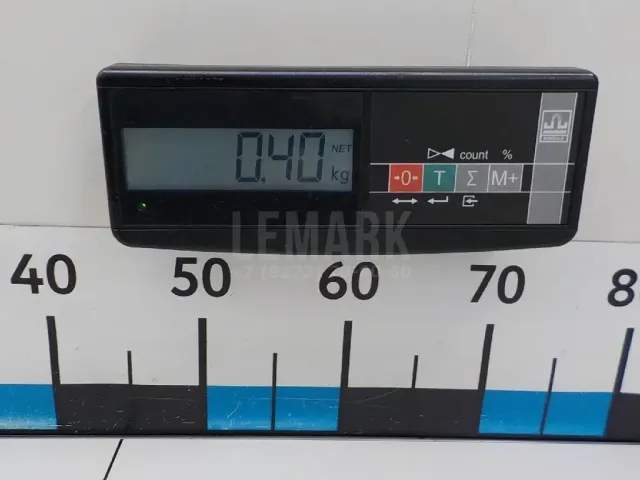 0.40 NET
kg
count %
→0← T Σ M+
LEMARK
40 50 60 70 8